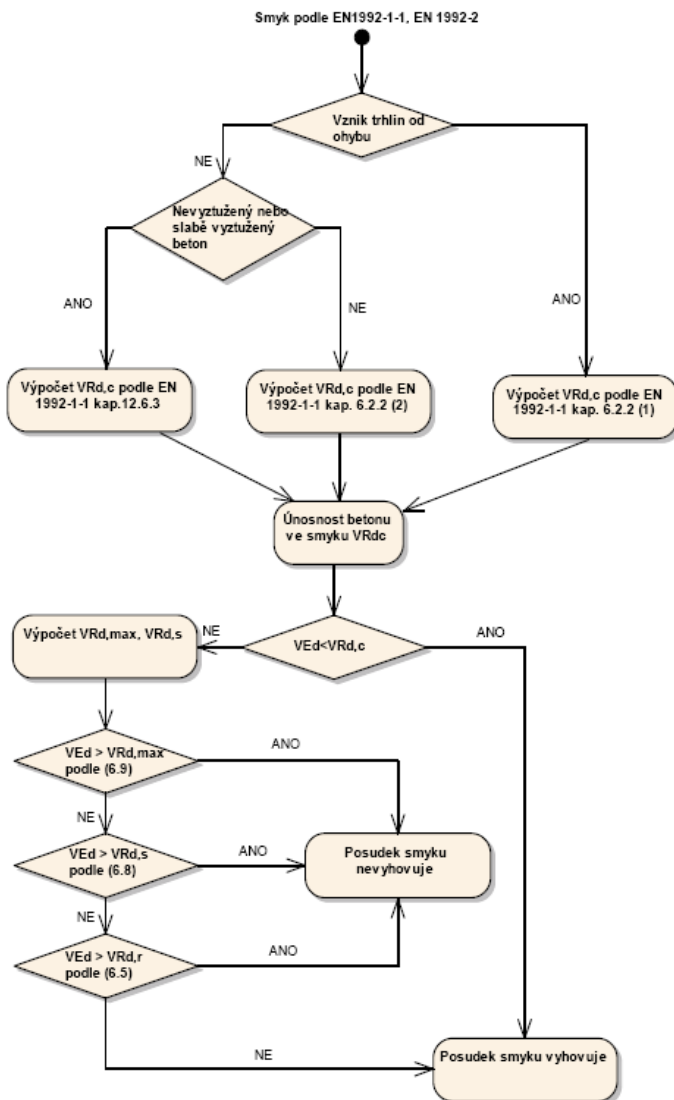 Smyk podle EN1992-1-1, EN 1992-2
Vznik trhlin od
ohybu
NE
Nevyztužený nebo
slabě vyztužený
beton
ANO
NE
ANO
Výpočet VRd,c podle EN
1992-1-1 kap.12.6.3
Výpočet VRd,c podle EN
1992-1-1 kap. 6.2.2 (2)
Výpočet VRd,c podle EN
1992-1-1 kap. 6.2.2 (1)
Únosnost betonu
ve smyku VRdc
Výpočet VRd,max, VRd,s
NE
VEd<VRd,c
ANO
VEd > VRd,max
podle (6.9)
ANO
NE
VEd > VRd,s
podle (6.8)
ANO
Posudek smyku
nevyhovuje
NE
VEd > VRd,r
podle (6.5)
ANO
NE
Posudek smyku vyhovuje